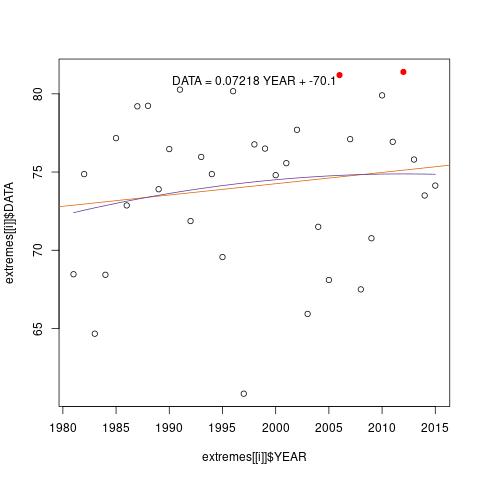 DATA = 0.07218 YEAR + -70.1
extremes[[i]]$DATA
80
75
70
65
1980 1985 1990 1995 2000 2005 2010 2015
extremes[[i]]$YEAR